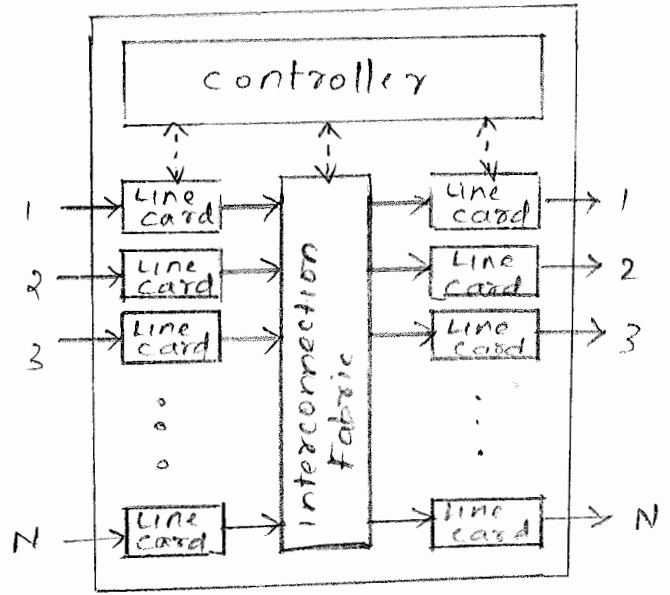 Controller
Line
card
Line
card
1
1
Line
card
Line
card
2
2
Line
card
Line
card
3
3
Interconnection
Fabric
Line
card
Line
card
N
N